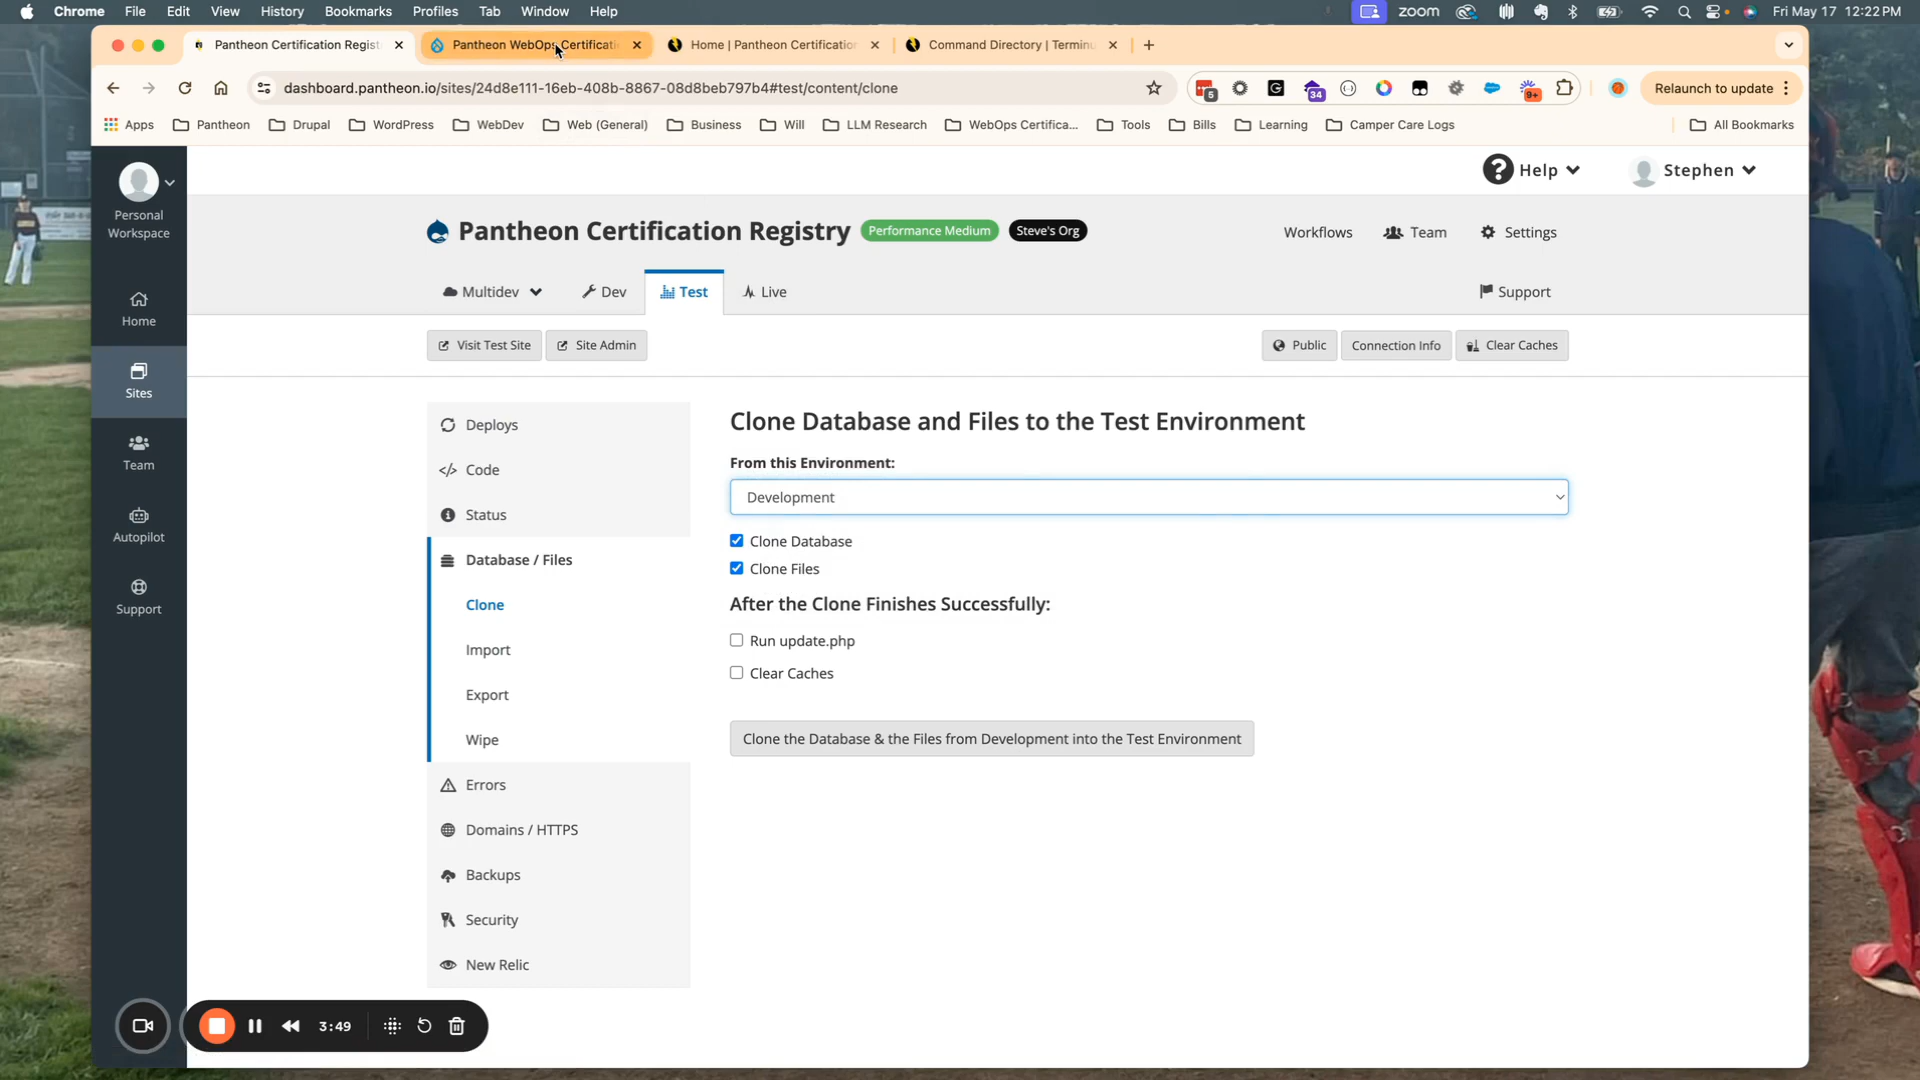 Chrome File Edit View History Bookmarks Profiles Tab Window Help zoom Fri May 17 12:22 PM
Pantheon Certification Regist Pantheon WebOps Certificati Home | Pantheon Certification Command Directory | Terminu
dashboard.pantheon.io/sites/24d8e111-16eb-408b-8867-08d8beb797b4#test/content/clone 5 34 9+ Relaunch to update
Apps Pantheon Drupal WordPress WebDev Web (General) Business Will LLM Research WebOps Certifica... Tools Bills Learning Camper Care Logs All Bookmarks
Personal
Workspace
Home
Sites
Team
Autopilot
Support
Help Stephen
Pantheon Certification Registry Performance Medium Steve's Org Workflows Team Settings
Multidev Dev Test Live Support
Visit Test Site Site Admin Public Connection Info Clear Caches
Deploys
Code
Status
Database / Files
Clone
Import
Export
Wipe
Errors
Domains / HTTPS
Backups
Security
New Relic
Clone Database and Files to the Test Environment
From this Environment:
Development
Clone Database
Clone Files
After the Clone Finishes Successfully:
Run update.php
Clear Caches
Clone the Database & the Files from Development into the Test Environment
3:49